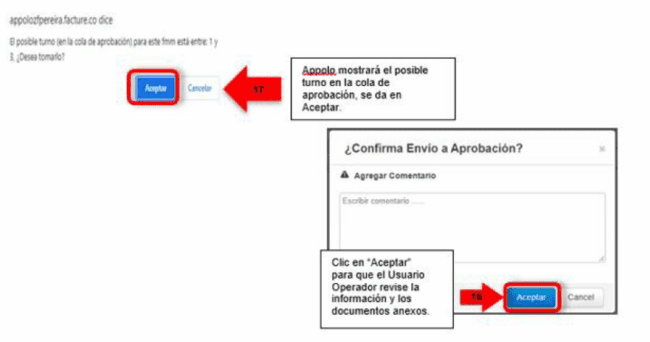 appolozfpereira.facture.co dice
El posible turno (en la cola de aprobación) para este fmm está entre: 1 y
3. ¿Desea tomarlo?
Aceptar Cancelar
Appolo mostrará el posible
turno en la cola de
aprobación, se da en
Aceptar.
¿Confirma Envio a Aprobación?
×
Agregar Comentario
Escribir comentario ......
Clic en "Aceptar"
para que el Usuario
Operador revise la
información y los
documentos anexos.
Aceptar Cancel